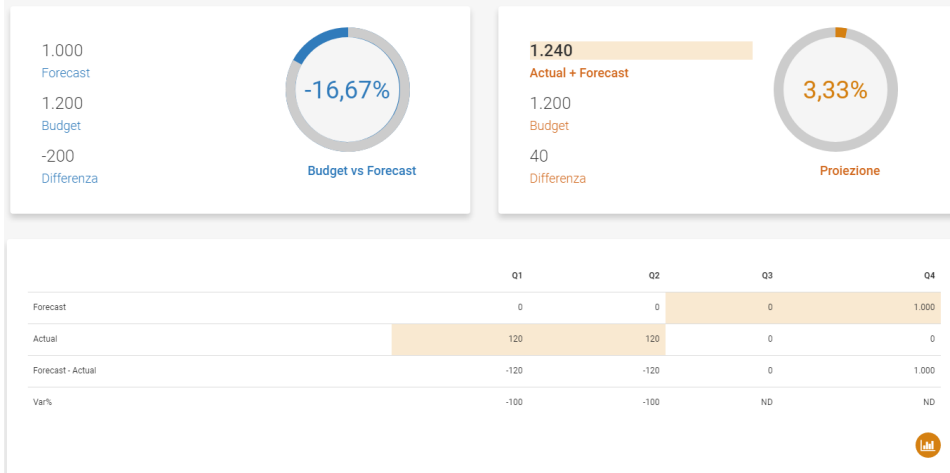 1.000
Forecast
1.200
Budget
-200
Differenza
-16,67%
Budget vs Forecast
1.240
Actual + Forecast
1.200
Budget
40
Differenza
3,33%
Proiezione
Q1 Q2 Q3 Q4
Forecast 0 0 0 1.000
Actual 120 120 0 0
Forecast - Actual -120 -120 0 1.000
Var% -100 -100 ND ND